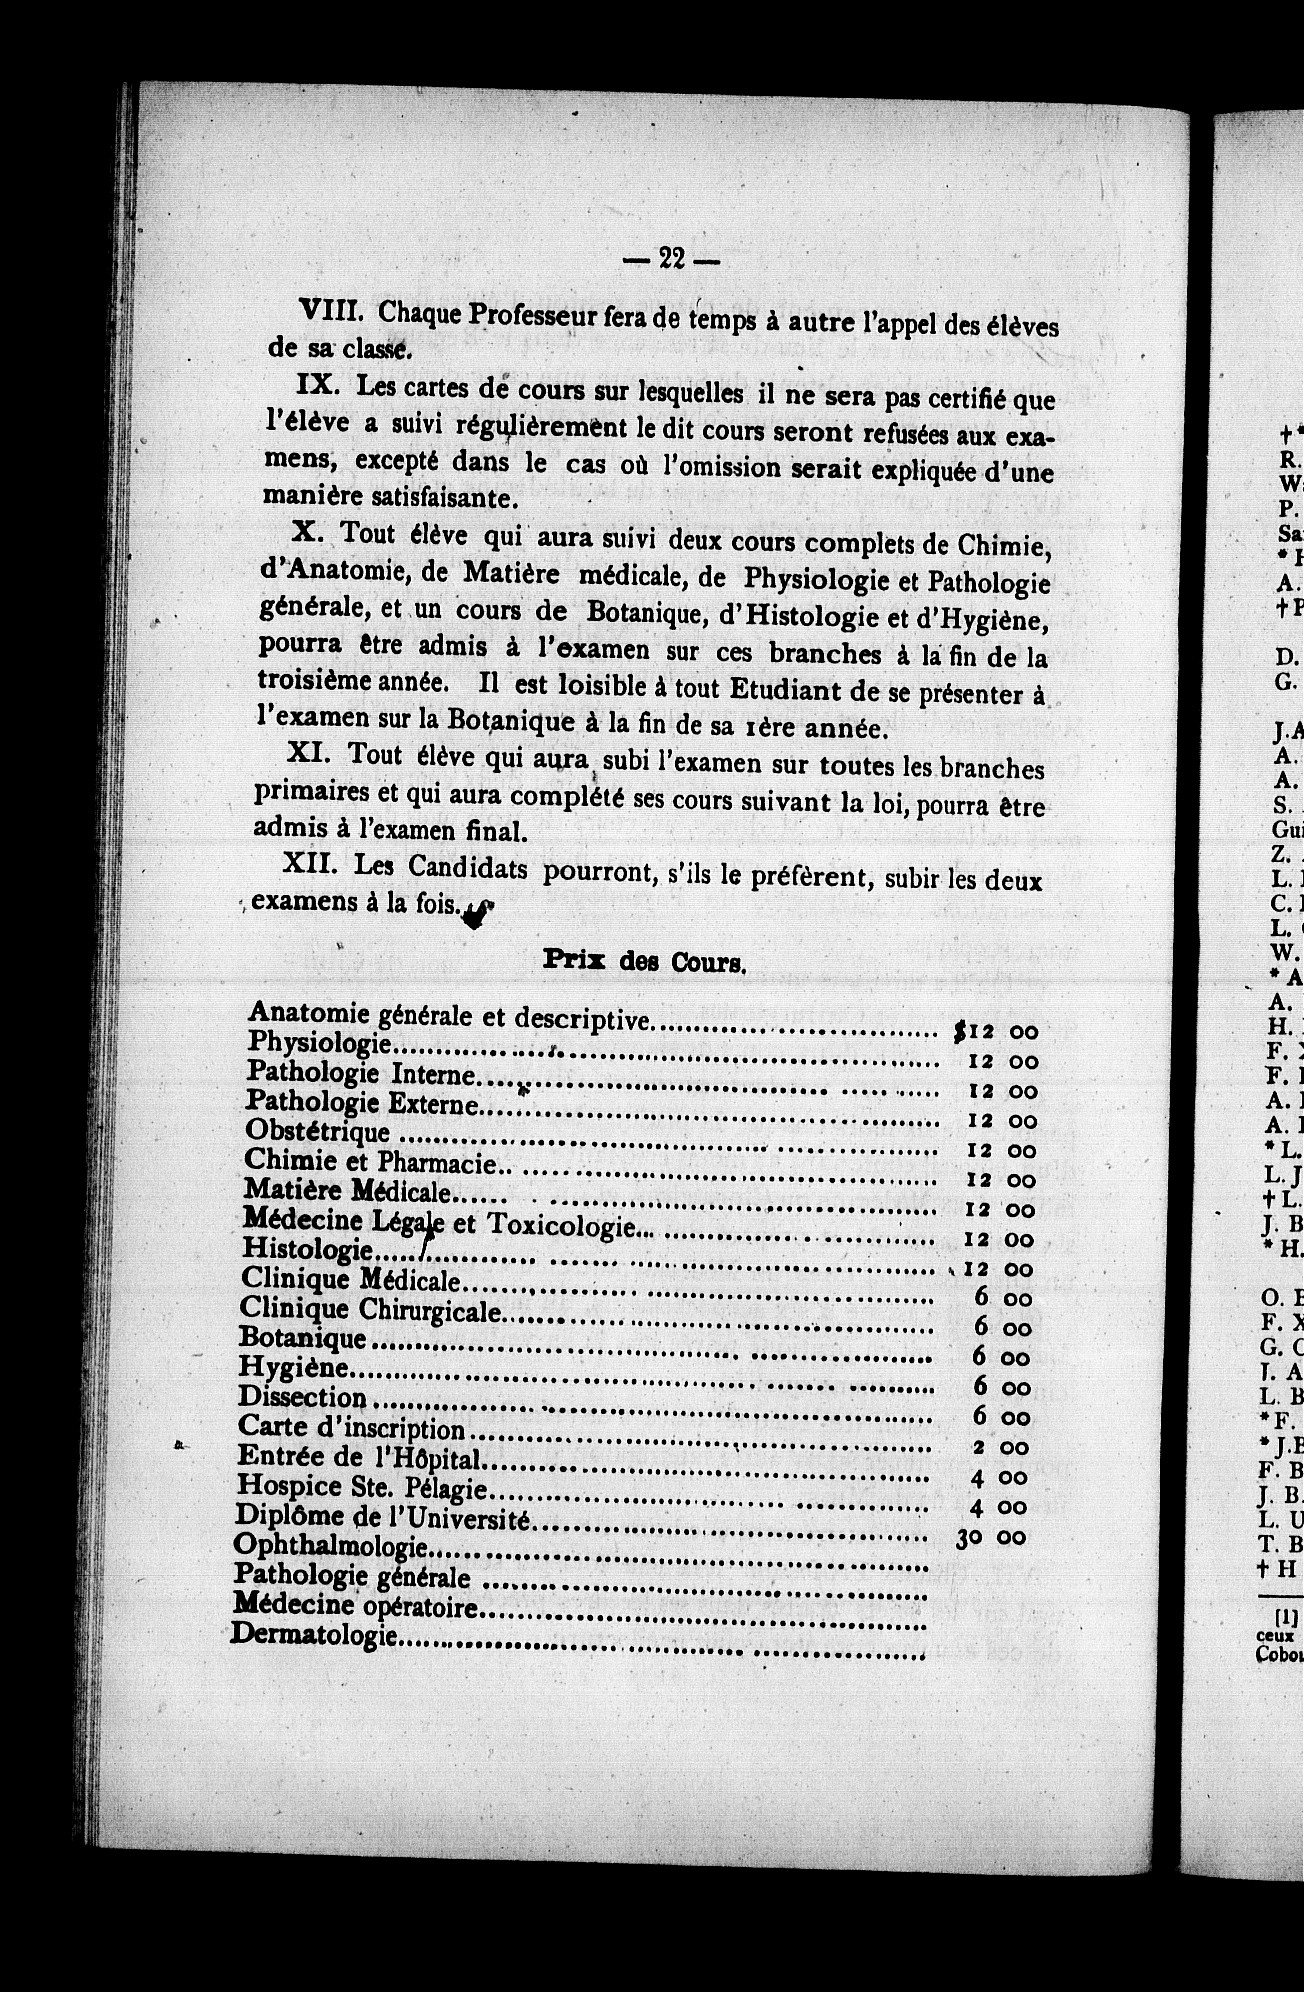 — 22 —
VIII. Chaque Professeur fera de temps à autre l'appel des élèves
de sa classe.
IX. Les cartes de cours sur lesquelles il ne sera pas certifié que
l'élève a suivi régulièrement le dit cours seront refusées aux exa-
mens, excepté dans le cas où l'omission serait expliquée d'une
manière satisfaisante.
X. Tout élève qui aura suivi deux cours complets de Chimie,
d'Anatomie, de Matière médicale, de Physiologie et Pathologie
générale, et un cours de Botanique, d'Histologie et d'Hygiène,
pourra être admis à l'examen sur ces branches à la fin de la
troisième année. Il est loisible à tout Etudiant de se présenter à
l'examen sur la Botanique à la fin de sa 1ère année.
XI. Tout élève qui aura subi l'examen sur toutes les branches
primaires et qui aura complété ses cours suivant la loi, pourra être
admis à l'examen final.
XII. Les Candidats pourront, s'ils le préfèrent, subir les deux
examens à la fois.
Prix des Cours.
Anatomie générale et descriptive........ $12 00
Physiologie........ 12 00
Pathologie Interne........ 12 00
Pathologie Externe........ 12 00
Obstétrique ........ 12 00
Chimie et Pharmacie........ 12 00
Matière Médicale........ 12 00
Médecine Légale et Toxicologie........ 12 00
Histologie........ 12 00
Clinique Médicale........ 6 00
Clinique Chirurgicale........ 6 00
Botanique ........ 6 00
Hygiène........ 6 00
Dissection ........ 6 00
Carte d'inscription ........ 2 00
Entrée de l'Hôpital........ 4 00
Hospice Ste. Pélagie........ 4 00
Diplôme de l'Université........ 30 00
Ophthalmologie........
Pathologie générale ........
Médecine opératoire........
Dermatologie........
† *
R.
W
P.
Sa
* H
A.
† P
D.
G.
J.A
A.
A.
S.
Gui
Z.
L.
C.
L.
W.
* A
A.
H.
F.
F.
A.
A.
* L.
L. J
† L.
J. B
* H.
O.
F. X
G.
J. A
L. B
* F.
* J.B
F. B
J. B.
L. U
T. B
† H
[1]
ceux
Cobou